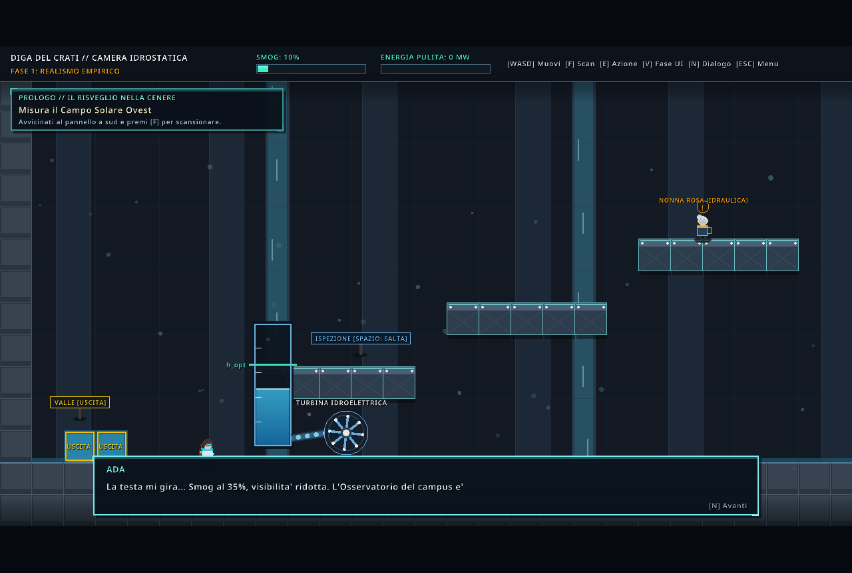 DIGA DEL CRATI // CAMERA IDROSTATICA
FASE 1: REALISMO EMPIRICO
SMOG: 10%
ENERGIA PULITA: 0 MW
[WASD] Muovi [F] Scan [E] Azione [V] Fase UI [N] Dialogo [ESC] Menu
PROLOGO // IL RISVEGLIO NELLA CENERE
Misura il Campo Solare Ovest
Avvicinati al pannello a sud e premi [F] per scansionare.
NONNA ROSA (IDRAULICA)
!
ISPEZIONE [SPAZIO: SALTA]
h_opt
VALLE [USCITA]
TURBINA IDROELETTRICA
USCITA
USCITA
ADA
La testa mi gira... Smog al 35%, visibilita' ridotta. L'Osservatorio del campus e'
[N] Avanti